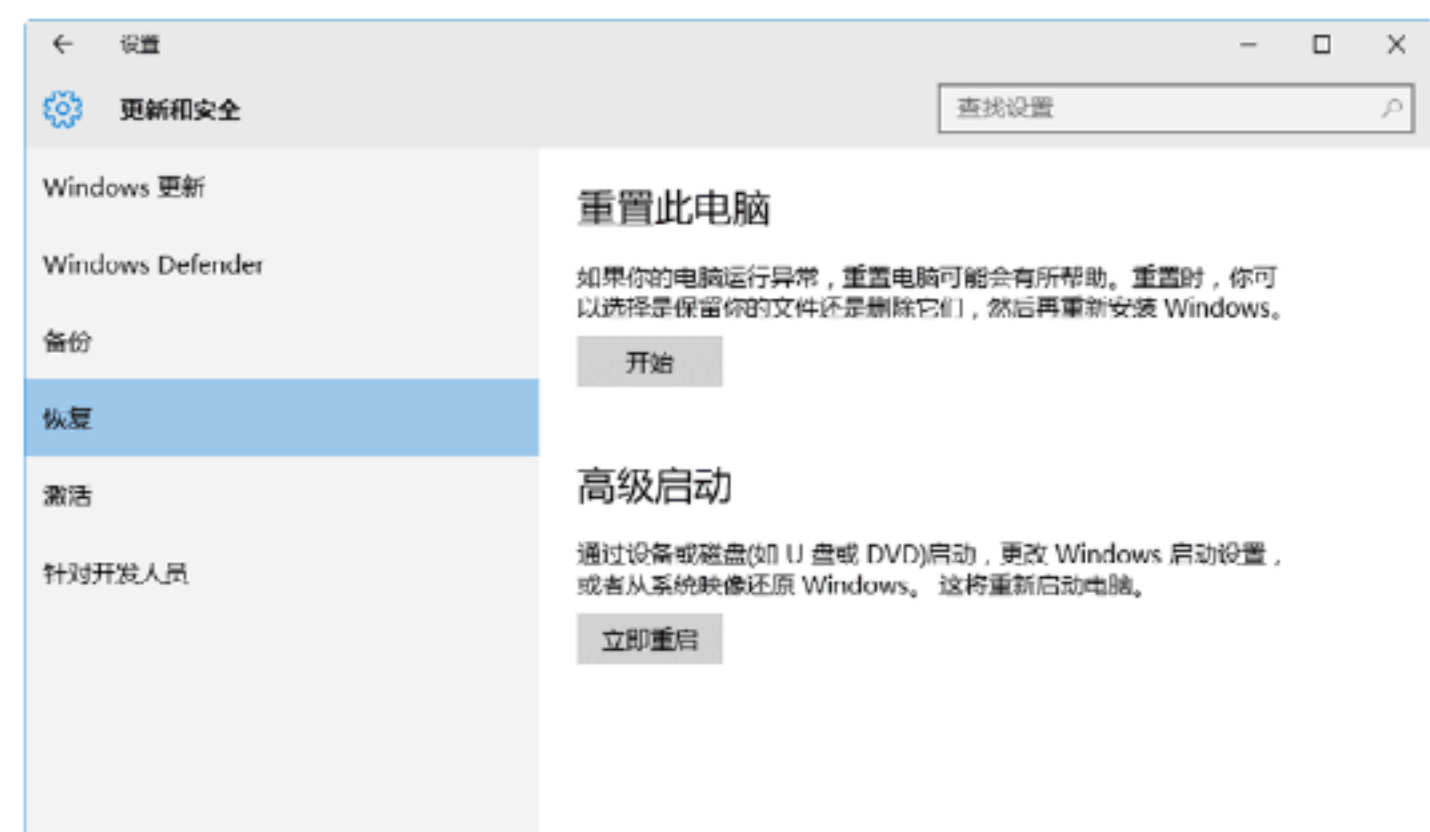 设置
更新和安全
查找设置
Windows 更新
Windows Defender
备份
恢复
激活
针对开发人员
重置此电脑
如果你的电脑运行异常，重置电脑可能会有所帮助。重置时，你可
以选择是保留你的文件还是删除它们，然后再重新安装 Windows。
开始
高级启动
通过设备或磁盘(如 U 盘或 DVD)启动，更改 Windows 启动设置，
或者从系统映像还原 Windows。 这将重新启动电脑。
立即重启